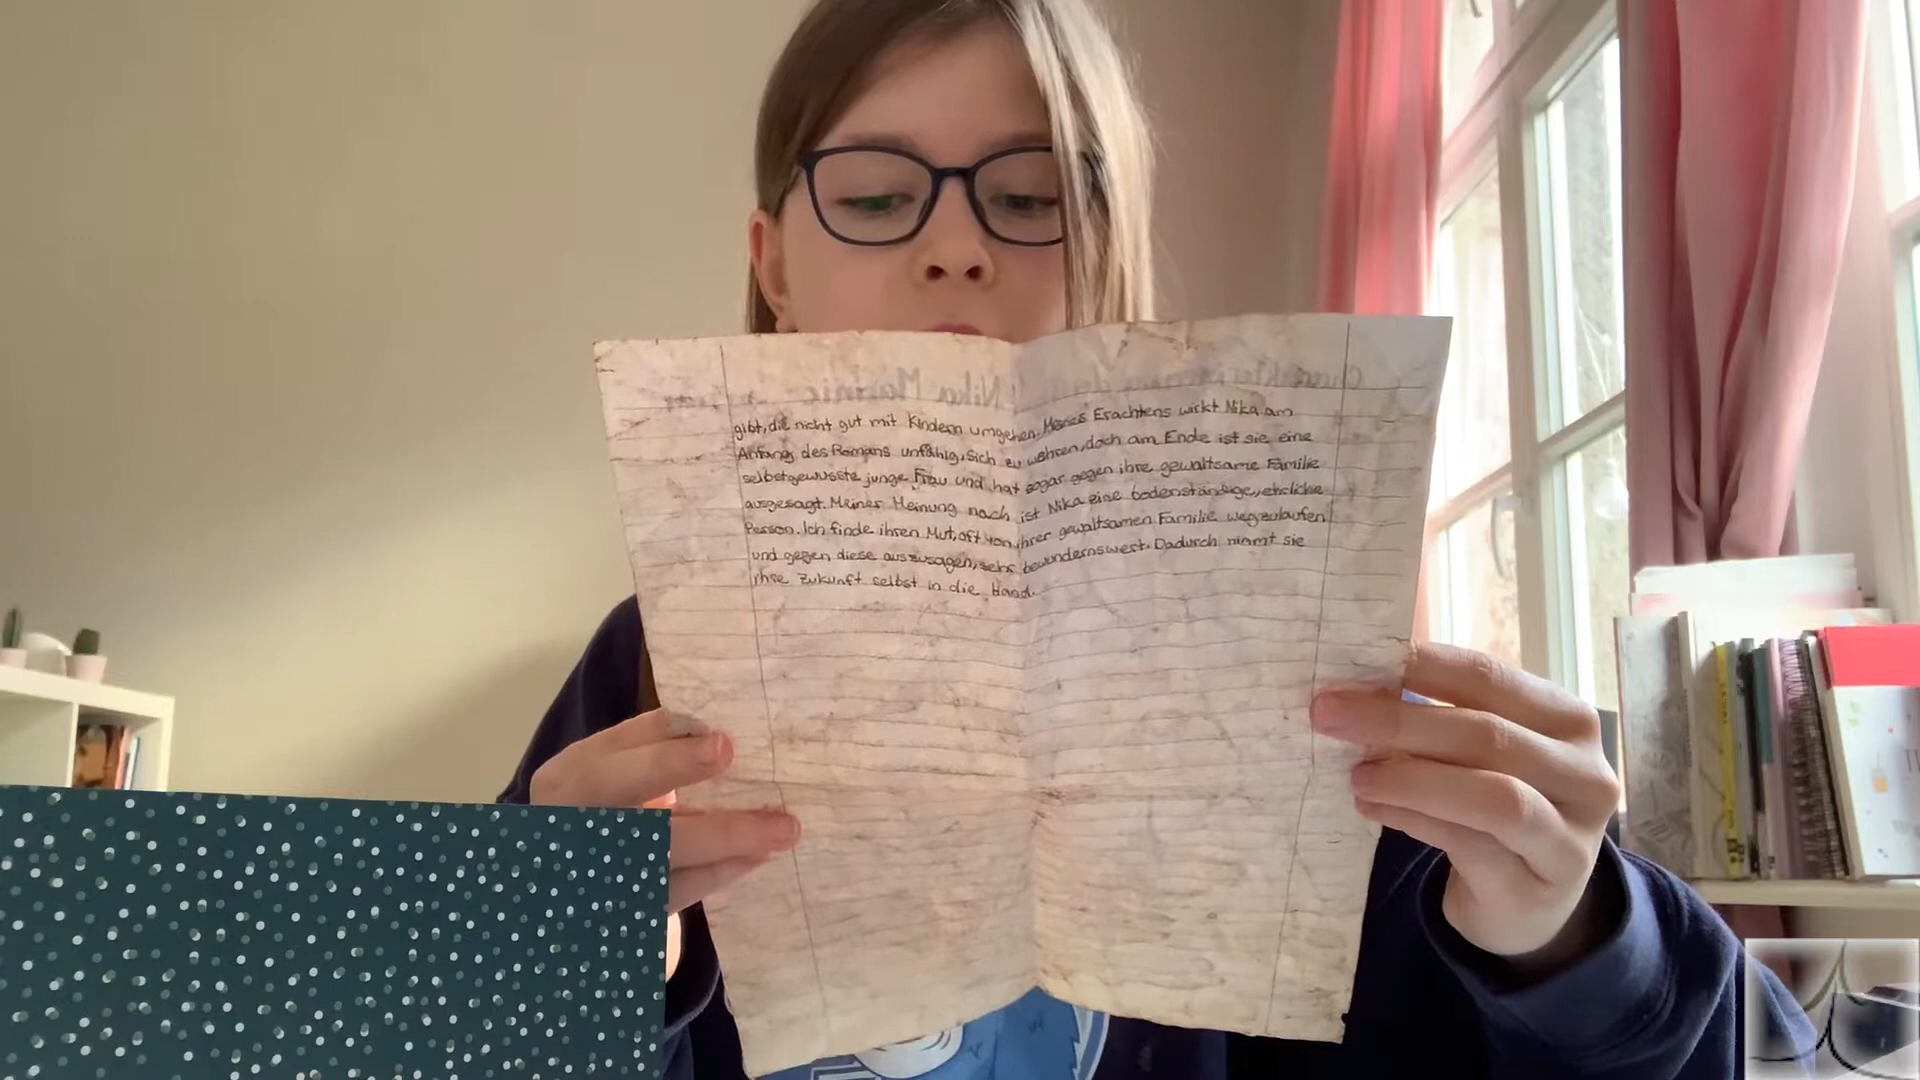 gibt, die nicht gut mit Kindern umgehen. Meines Erachtens wirkt Nika am
Anfang des Romans unfähig, sich zu wehren, doch am Ende ist sie eine
selbstgewusste junge Frau und hat sogar gegen ihre gewaltsame Familie
ausgesagt. Meiner Meinung nach ist Nika eine bodenständige, ehrliche
Person. Ich finde ihren Mut, oft von ihrer gewaltsamen Familie wegzulaufen
und gegen diese auszusagen, sehr bewundernswert. Dadurch nimmt sie
ihre Zukunft selbst in die Hand.